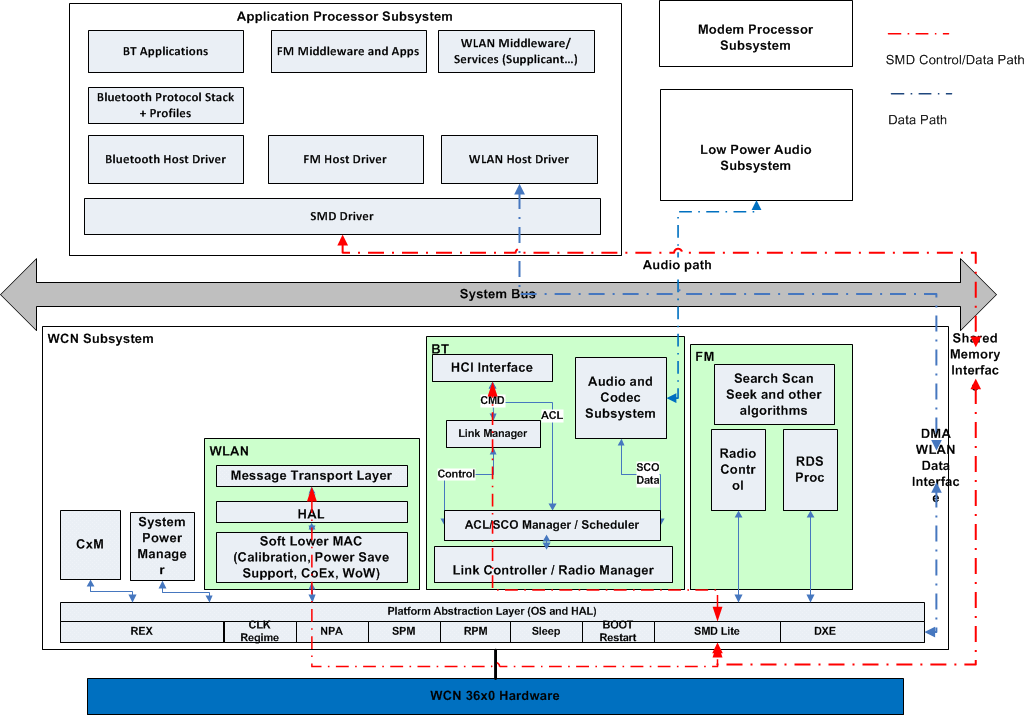 Application Processor Subsystem
BT Applications
FM Middleware and Apps
WLAN Middleware/
Services (Supplicant...)
Bluetooth Protocol Stack
+ Profiles
Bluetooth Host Driver
FM Host Driver
WLAN Host Driver
SMD Driver
Modem Processor
Subsystem
Low Power Audio
Subsystem
SMD Control/Data Path
Data Path
Audio path
System Bus
WCN Subsystem
Shared
Memory
Interfac
BT
HCI Interface
CMD
ACL
Link Manager
Control
Audio and
Codec
Subsystem
SCO
Data
ACL/SCO Manager / Scheduler
Link Controller / Radio Manager
FM
Search Scan
Seek and other
algorithms
Radio
Contr
ol
RDS
Proc
DMA
WLAN
Data
Interfac
e
WLAN
Message Transport Layer
HAL
Soft Lower MAC
(Calibration, Power Save
Support, CoEx, WoW)
CxM
System
Power
Manage
r
Platform Abstraction Layer (OS and HAL)
REX
CLK
Regime
NPA
SPM
RPM
Sleep
BOOT
Restart
SMD Lite
DXE
WCN 36x0 Hardware